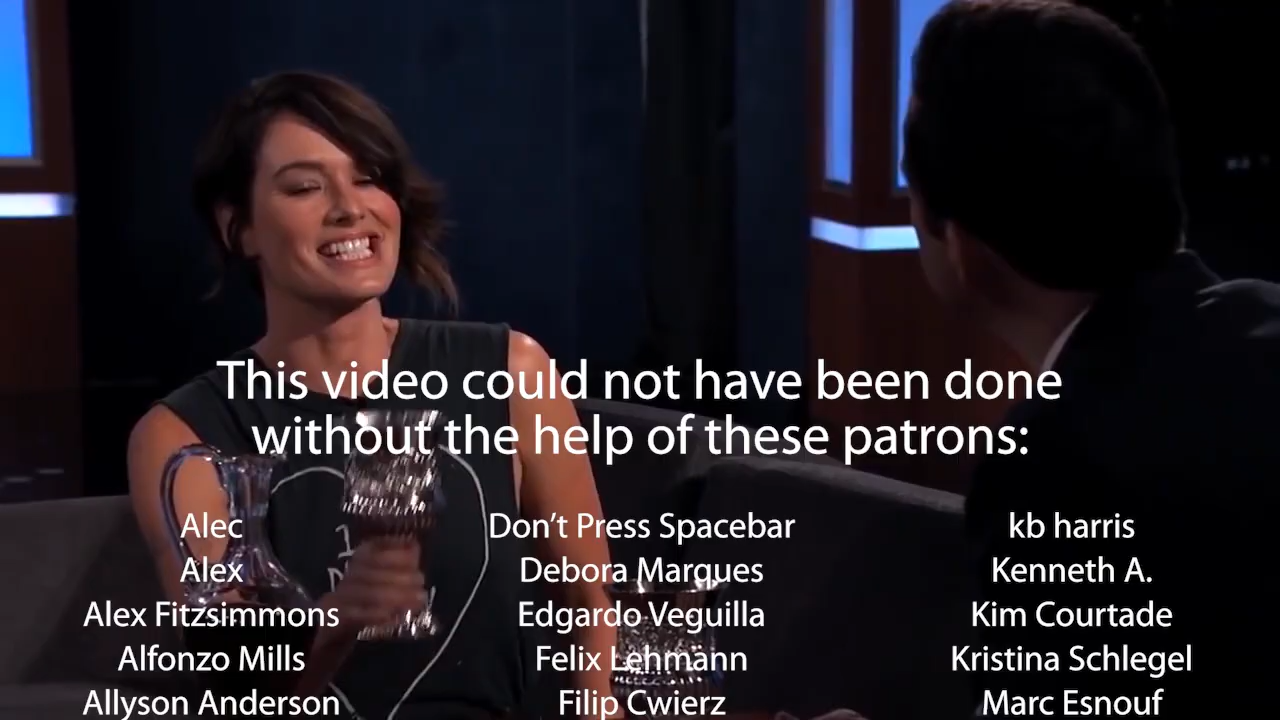 This video could not have been done
without the help of these patrons:
Alec
Alex
Alex Fitzsimmons
Alfonzo Mills
Allyson Anderson
Don’t Press Spacebar
Debora Marques
Edgardo Veguilla
Felix Lehmann
Filip Cwierz
kb harris
Kenneth A.
Kim Courtade
Kristina Schlegel
Marc Esnouf